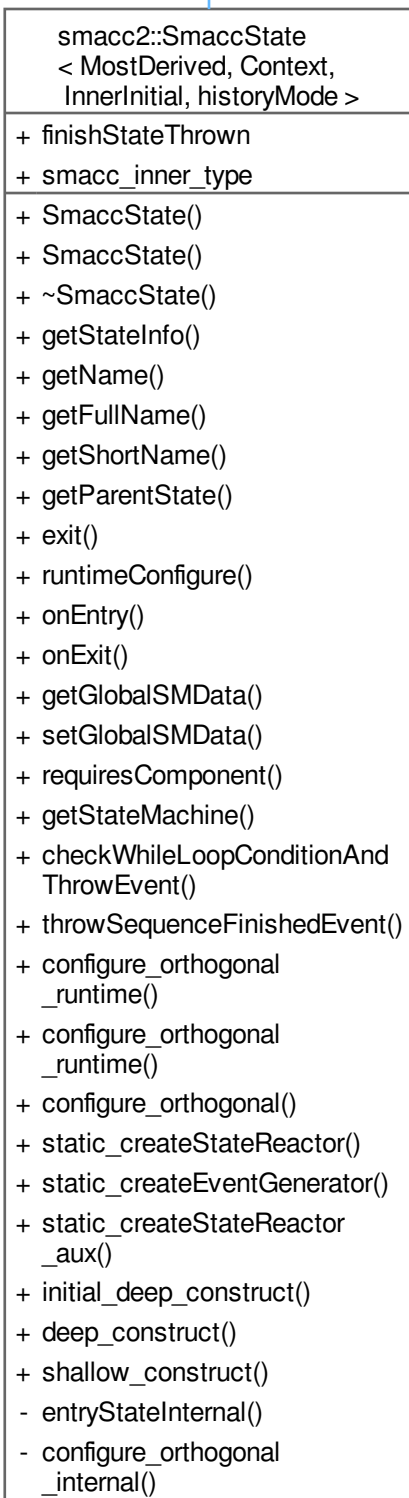 smacc2::SmaccState
< MostDerived, Context,
InnerInitial, historyMode >
+ finishStateThrown
+ smacc_inner_type
+ SmaccState()
+ SmaccState()
+ ~SmaccState()
+ getStateInfo()
+ getName()
+ getFullName()
+ getShortName()
+ getParentState()
+ exit()
+ runtimeConfigure()
+ onEntry()
+ onExit()
+ getGlobalSMData()
+ setGlobalSMData()
+ requiresComponent()
+ getStateMachine()
+ checkWhileLoopConditionAnd
ThrowEvent()
+ throwSequenceFinishedEvent()
+ configure_orthogonal
_runtime()
+ configure_orthogonal
_runtime()
+ configure_orthogonal()
+ static_createStateReactor()
+ static_createEventGenerator()
+ static_createStateReactor
_aux()
+ initial_deep_construct()
+ deep_construct()
+ shallow_construct()
- entryStateInternal()
- configure_orthogonal
_internal()